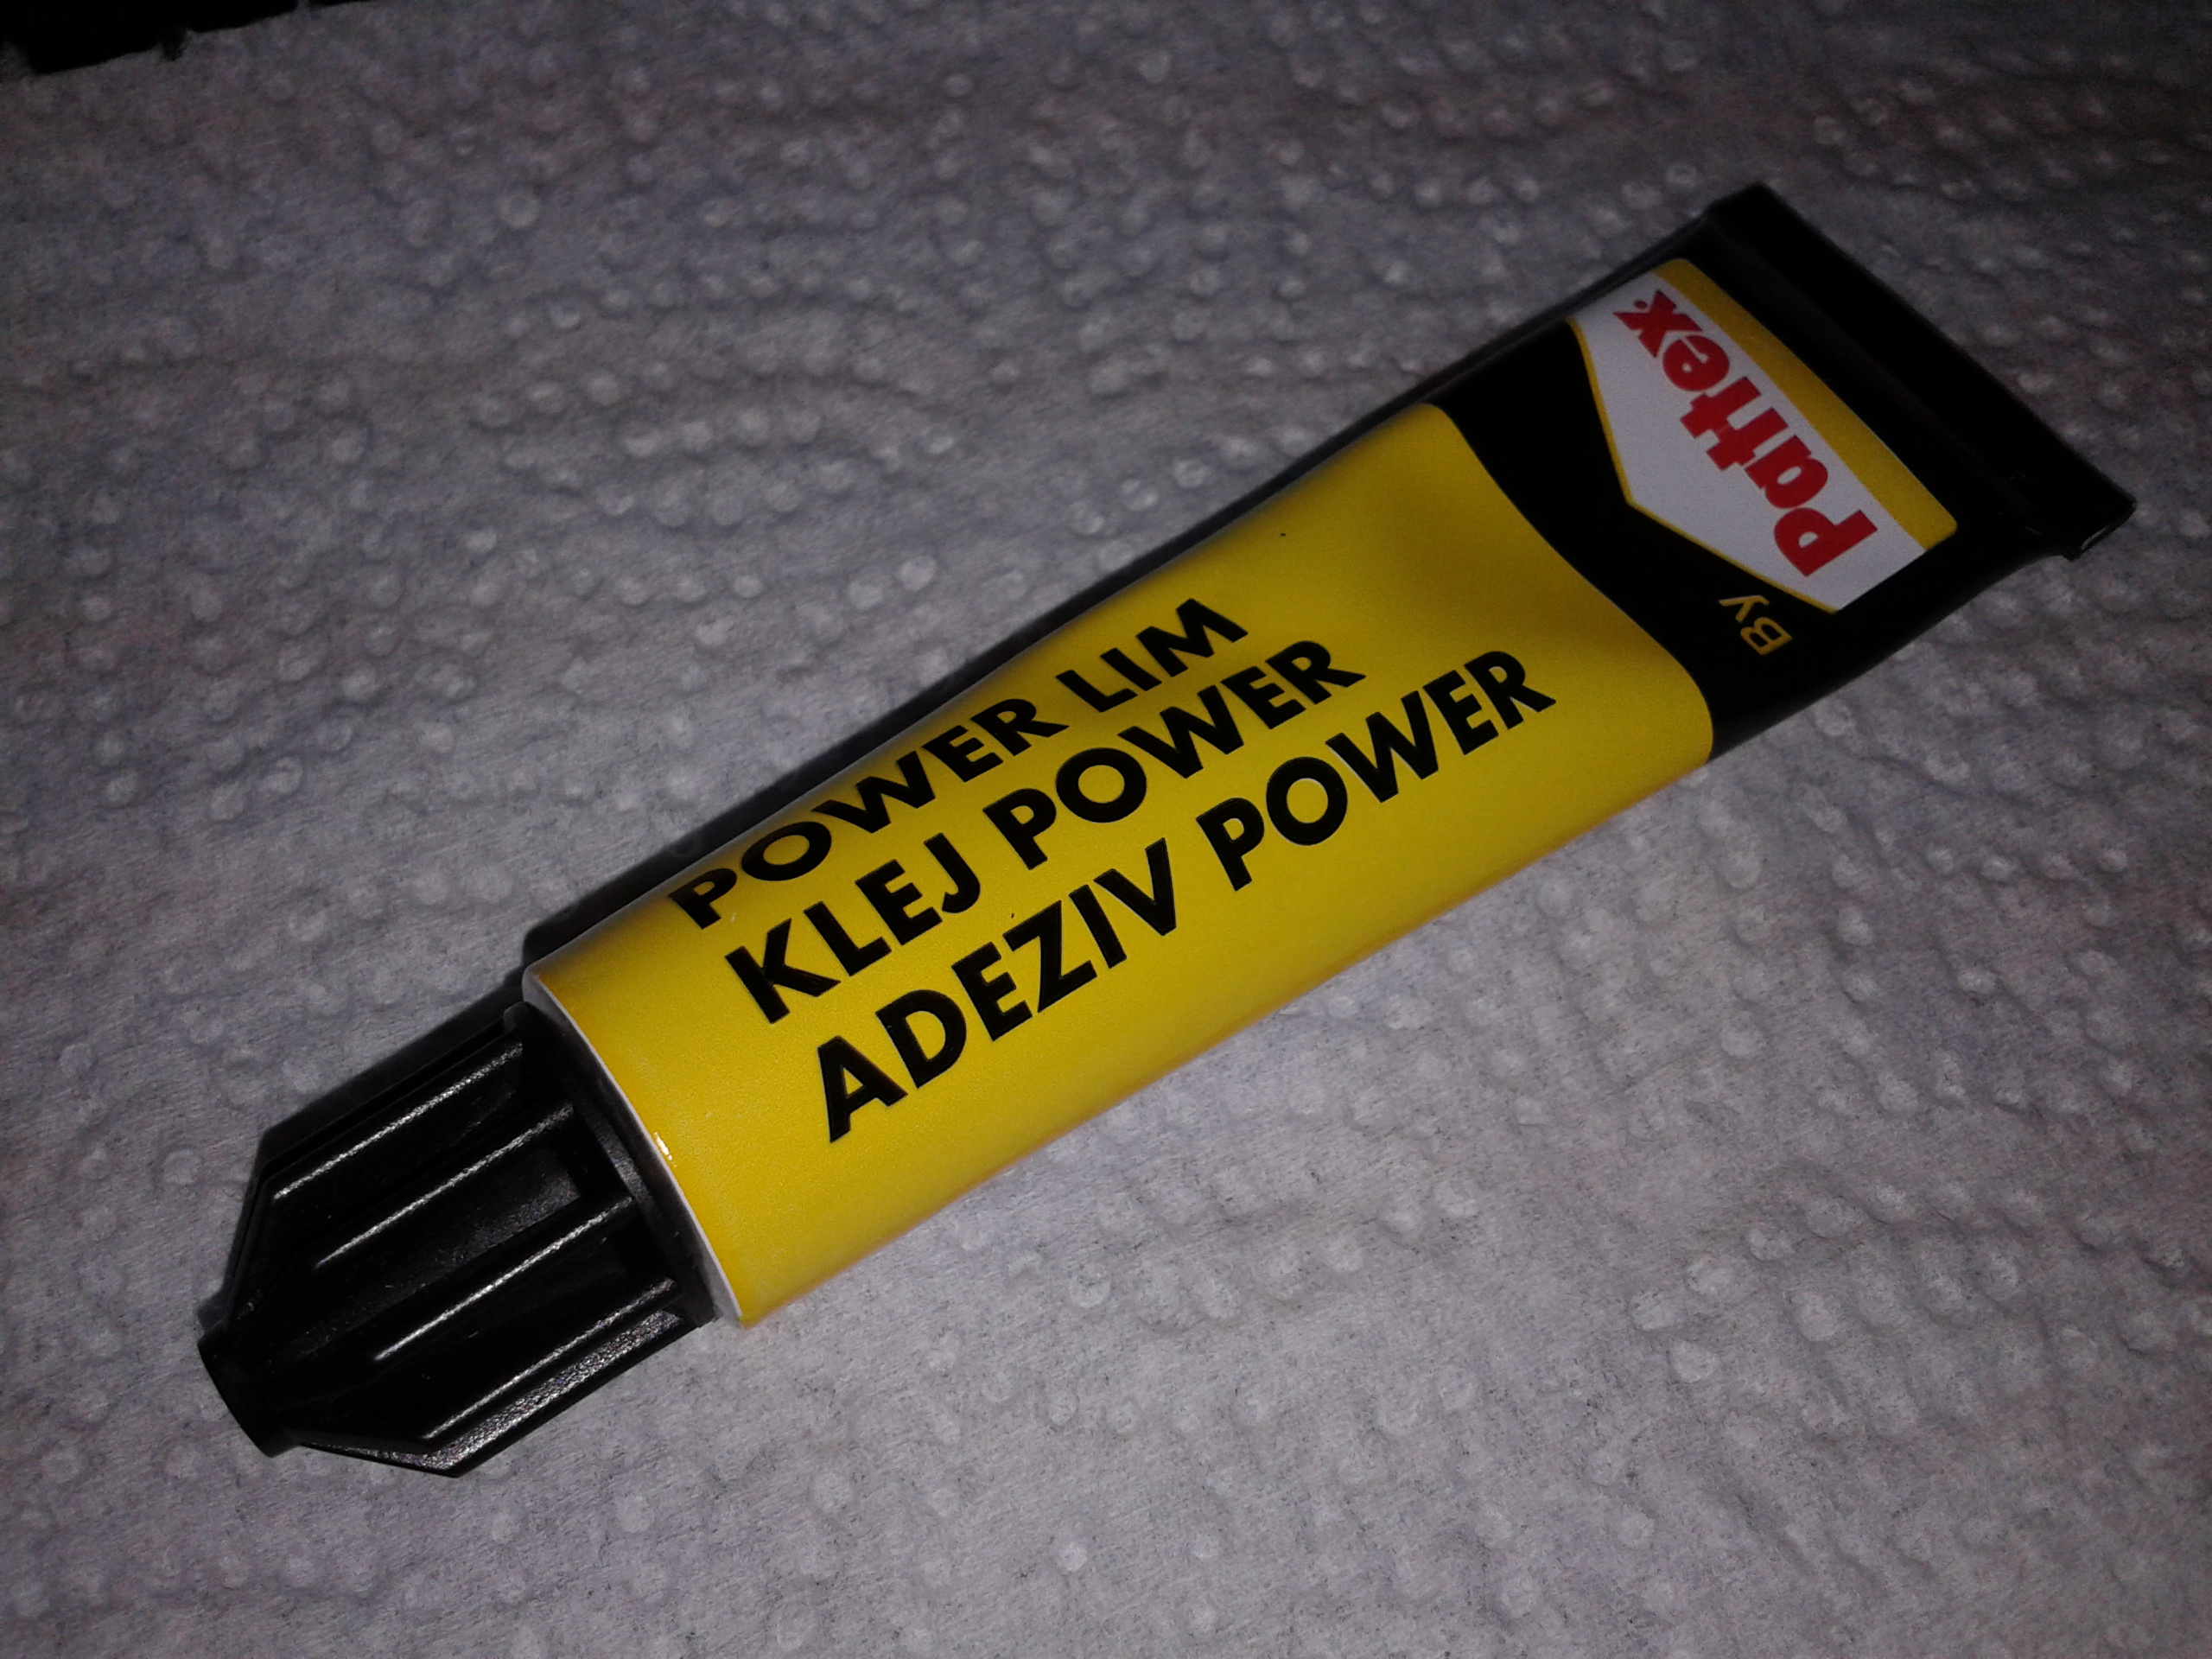 POWER LIM
KLEJ POWER
ADEZIV POWER
By
Pattex